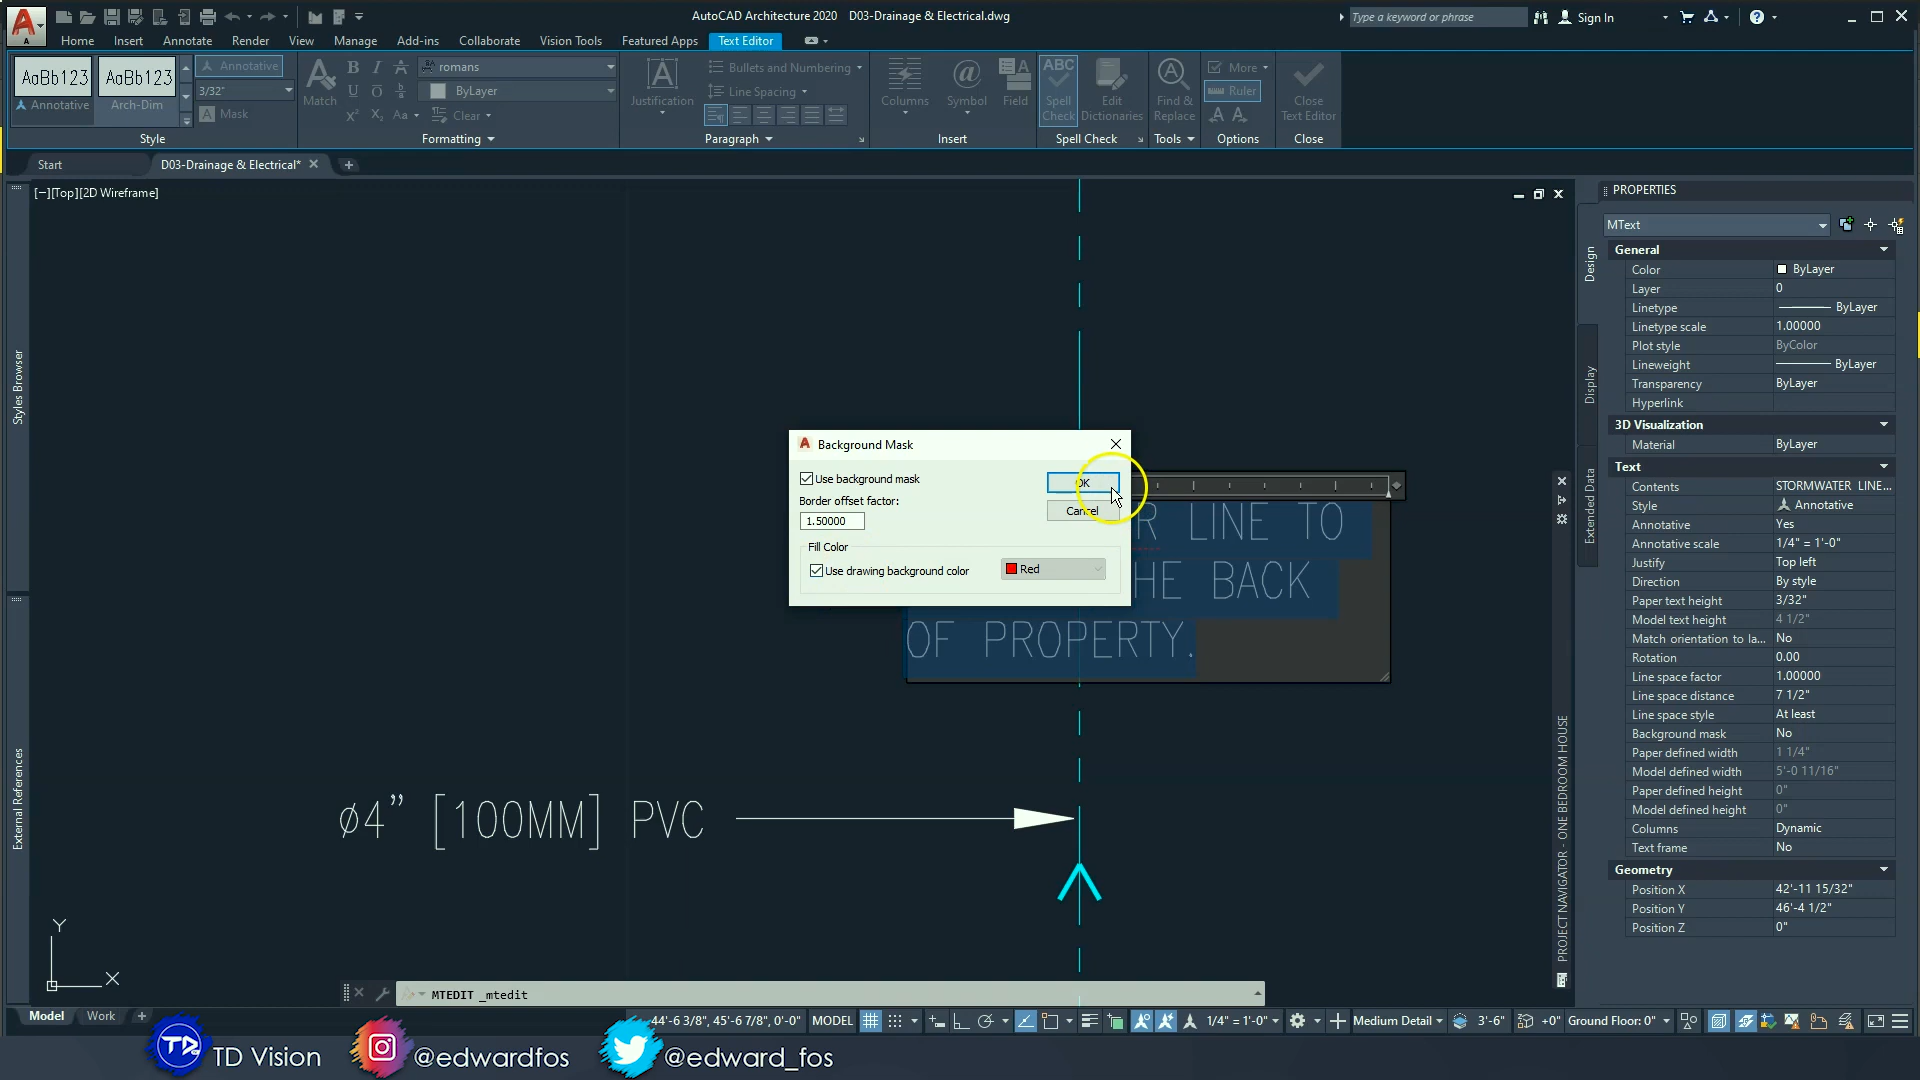 AutoCAD Architecture 2020 D03-Drainage & Electrical.dwg
Type a keyword or phrase
Sign In
Home Insert Annotate Render View Manage Add-ins Collaborate Vision Tools Featured Apps Text Editor
AaBb123 AaBb123
Annotative
Arch-Dim
Annotative
3/32"
Mask
Style
Match
romans
ByLayer
Clear
Formatting
Justification
Bullets and Numbering
Line Spacing
Paragraph
Columns
Symbol
Field
Insert
ABC
Spell Check
Edit Dictionaries
Spell Check
Find & Replace
Tools
More
Ruler
Options
Close Text Editor
Close
Start
D03-Drainage & Electrical*
[−][Top][2D Wireframe]
Styles Browser
External References
Background Mask
Use background mask
OK
Border offset factor:
Cancel
1.50000
Fill Color
Use drawing background color
Red
R LINE TO
HE BACK
OF PROPERTY.
ø4” [100MM] PVC
Y
X
MTEDIT _mtedit
PROJECT NAVIGATOR - ONE BEDROOM HOUSE
Design
Display
Extended Data
PROPERTIES
MText
General
Color ByLayer
Layer 0
Linetype ByLayer
Linetype scale 1.00000
Plot style ByColor
Lineweight ByLayer
Transparency ByLayer
Hyperlink
3D Visualization
Material ByLayer
Text
Contents STORMWATER LINE...
Style Annotative
Annotative Yes
Annotative scale 1/4" = 1'-0"
Justify Top left
Direction By style
Paper text height 3/32"
Model text height 4 1/2"
Match orientation to la... No
Rotation 0.00
Line space factor 1.00000
Line space distance 7 1/2"
Line space style At least
Background mask No
Paper defined width 1 1/4"
Model defined width 5'-0 11/16"
Paper defined height 0"
Model defined height 0"
Columns Dynamic
Text frame No
Geometry
Position X 42'-11 15/32"
Position Y 46'-4 1/2"
Position Z 0"
Model Work
44'-6 3/8", 45'-6 7/8", 0'-0" MODEL
1/4" = 1'-0"
Medium Detail
3'-6"
+0"
Ground Floor: 0"
TD Vision
@edwardfos
@edward_fos